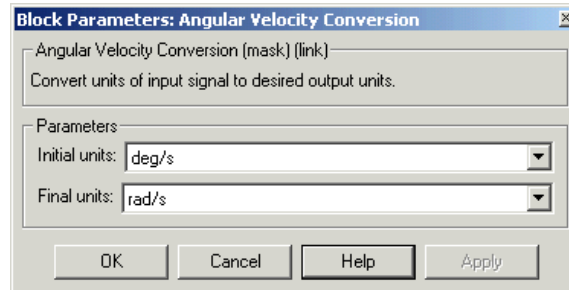 Block Parameters: Angular Velocity Conversion
Angular Velocity Conversion (mask) (link)
Convert units of input signal to desired output units.
Parameters
Initial units: deg/s
Final units: rad/s
OK Cancel Help Apply